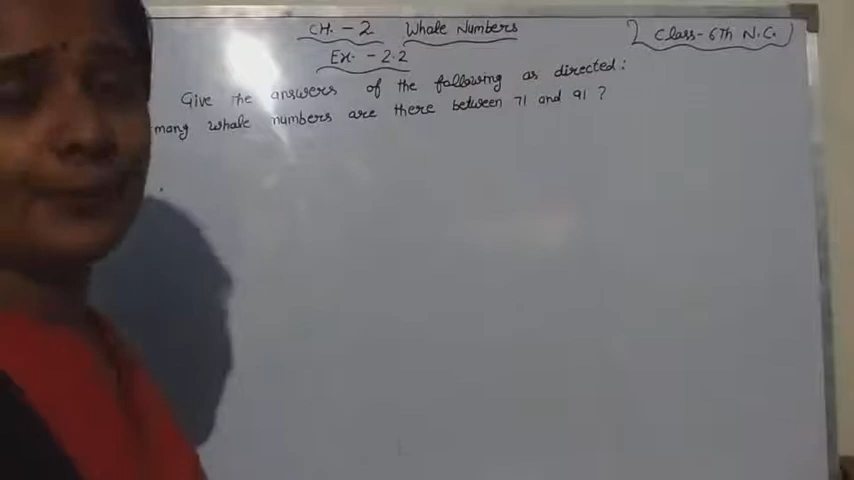 CH. - 2 Whole Numbers
2 Class- 6th N.C.
Ex. - 2.2
Give the answers of the following as directed:
many whole numbers are there between 71 and 91 ?